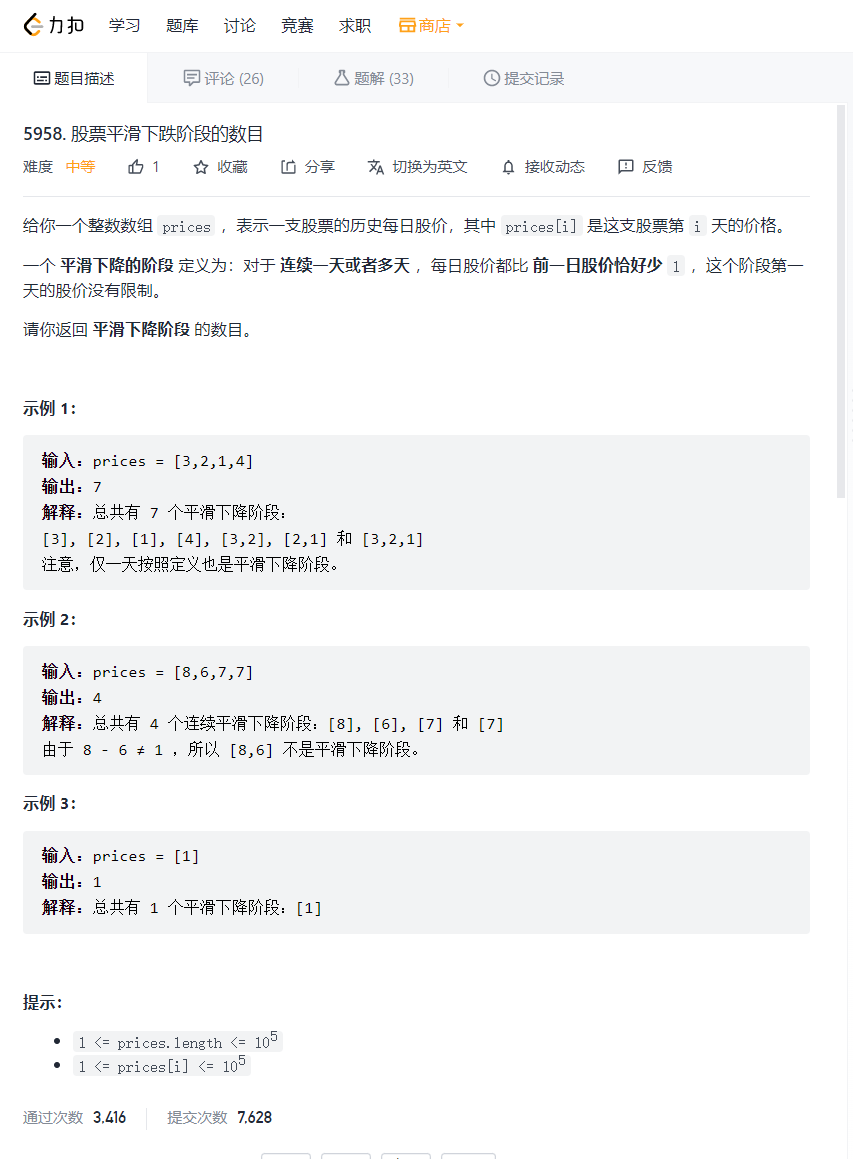 力扣 学习 题库 讨论 竞赛 求职 商店
题目描述 评论 (26) 题解 (33) 提交记录
5958. 股票平滑下跌阶段的数目
难度 中等 1 收藏 分享 切换为英文 接收动态 反馈
给你一个整数数组 prices ，表示一支股票的历史每日股价，其中 prices[i] 是这支股票第 i 天的价格。
一个 平滑下降的阶段 定义为：对于 连续一天或者多天 ，每日股价都比 前一日股价恰好少 1 ，这个阶段第一
天的股价没有限制。
请你返回 平滑下降阶段 的数目。
示例 1：
输入：prices = [3,2,1,4]
输出：7
解释：总共有 7 个平滑下降阶段：
[3], [2], [1], [4], [3,2], [2,1] 和 [3,2,1]
注意，仅一天按照定义也是平滑下降阶段。
示例 2：
输入：prices = [8,6,7,7]
输出：4
解释：总共有 4 个连续平滑下降阶段：[8], [6], [7] 和 [7]
由于 8 - 6 ≠ 1 ，所以 [8,6] 不是平滑下降阶段。
示例 3：
输入：prices = [1]
输出：1
解释：总共有 1 个平滑下降阶段：[1]
提示：
• 1 <= prices.length <= 10⁵
• 1 <= prices[i] <= 10⁵
通过次数 3,416 提交次数 7,628